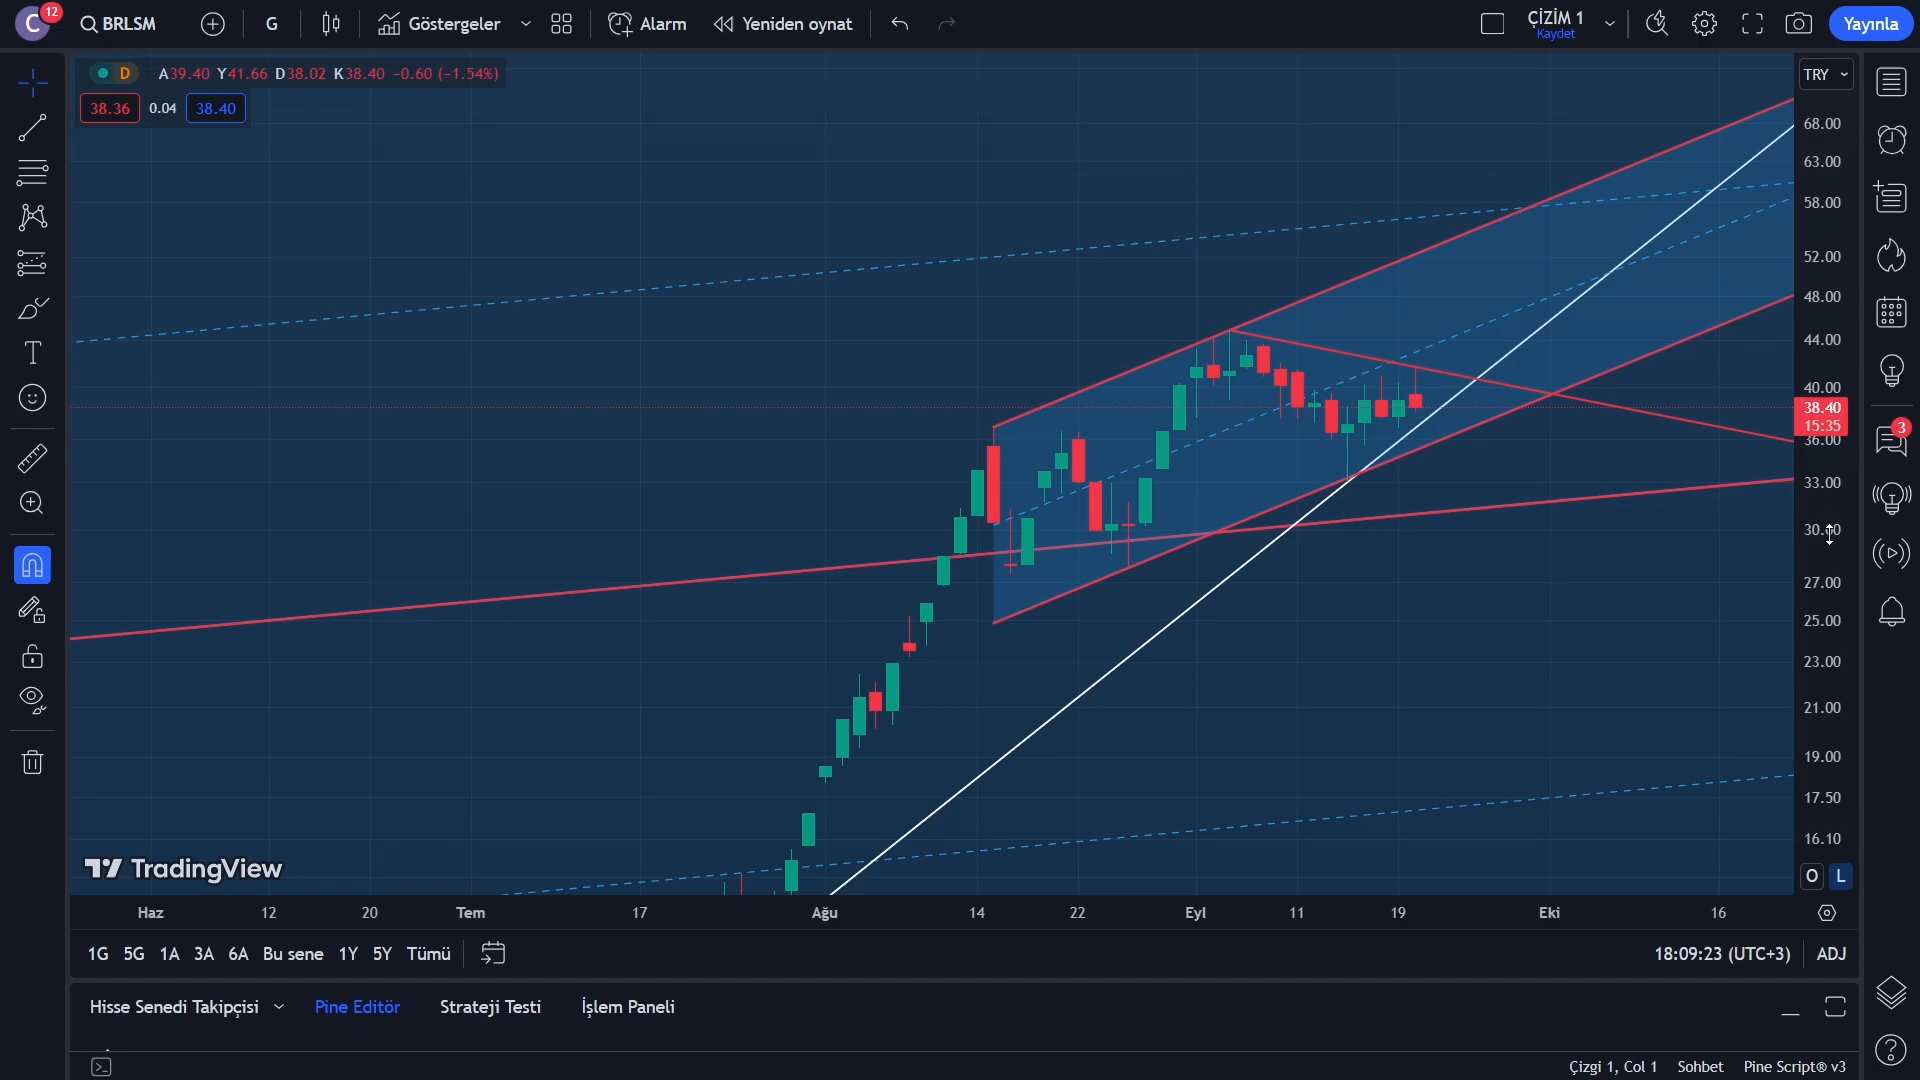 C 12 BRLSM G Göstergeler Alarm Yeniden oynat ÇİZİM 1 Kaydet Yayınla
D A39.40 Y41.66 D38.02 K38.40 −0.60 (−1.54%)
38.36 0.04 38.40
TRY
68.00
63.00
58.00
52.00
48.00
44.00
40.00
38.40
15:35
36.00
33.00
30.00
27.00
25.00
23.00
21.00
19.00
17.50
16.10
TradingView
O L
Haz 12 20 Tem 17 Ağu 14 22 Eyl 11 19 Eki 16
1G 5G 1A 3A 6A Bu sene 1Y 5Y Tümü 18:09:23 (UTC+3) ADJ
Hisse Senedi Takipçisi Pine Editör Strateji Testi İşlem Paneli
Çizgi 1, Col 1 Sohbet Pine Script® v3
3